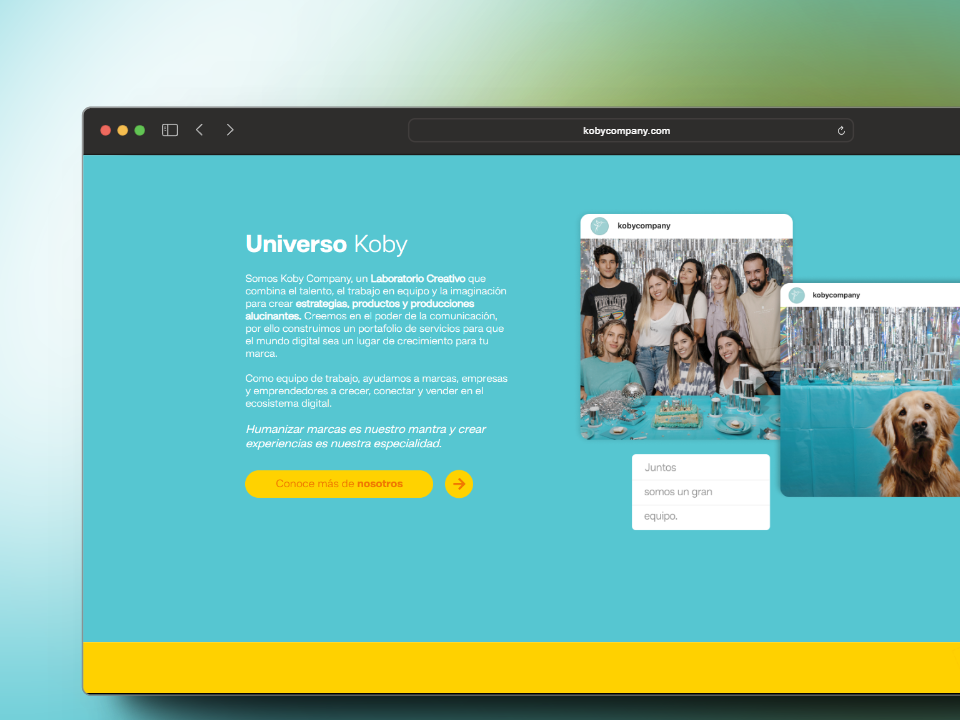 kobycompany.com
Universo Koby
Somos Koby Company, un Laboratorio Creativo que
combina el talento, el trabajo en equipo y la imaginación
para crear estrategias, productos y producciones
alucinantes. Creemos en el poder de la comunicación,
por ello construimos un portafolio de servicios para que
el mundo digital sea un lugar de crecimiento para tu
marca.
Como equipo de trabajo, ayudamos a marcas, empresas
y emprendedores a crecer, conectar y vender en el
ecosistema digital.
Humanizar marcas es nuestro mantra y crear
experiencias es nuestra especialidad.
Conoce más de nosotros
kobycompany
kobycompany
Juntos
somos un gran
equipo.